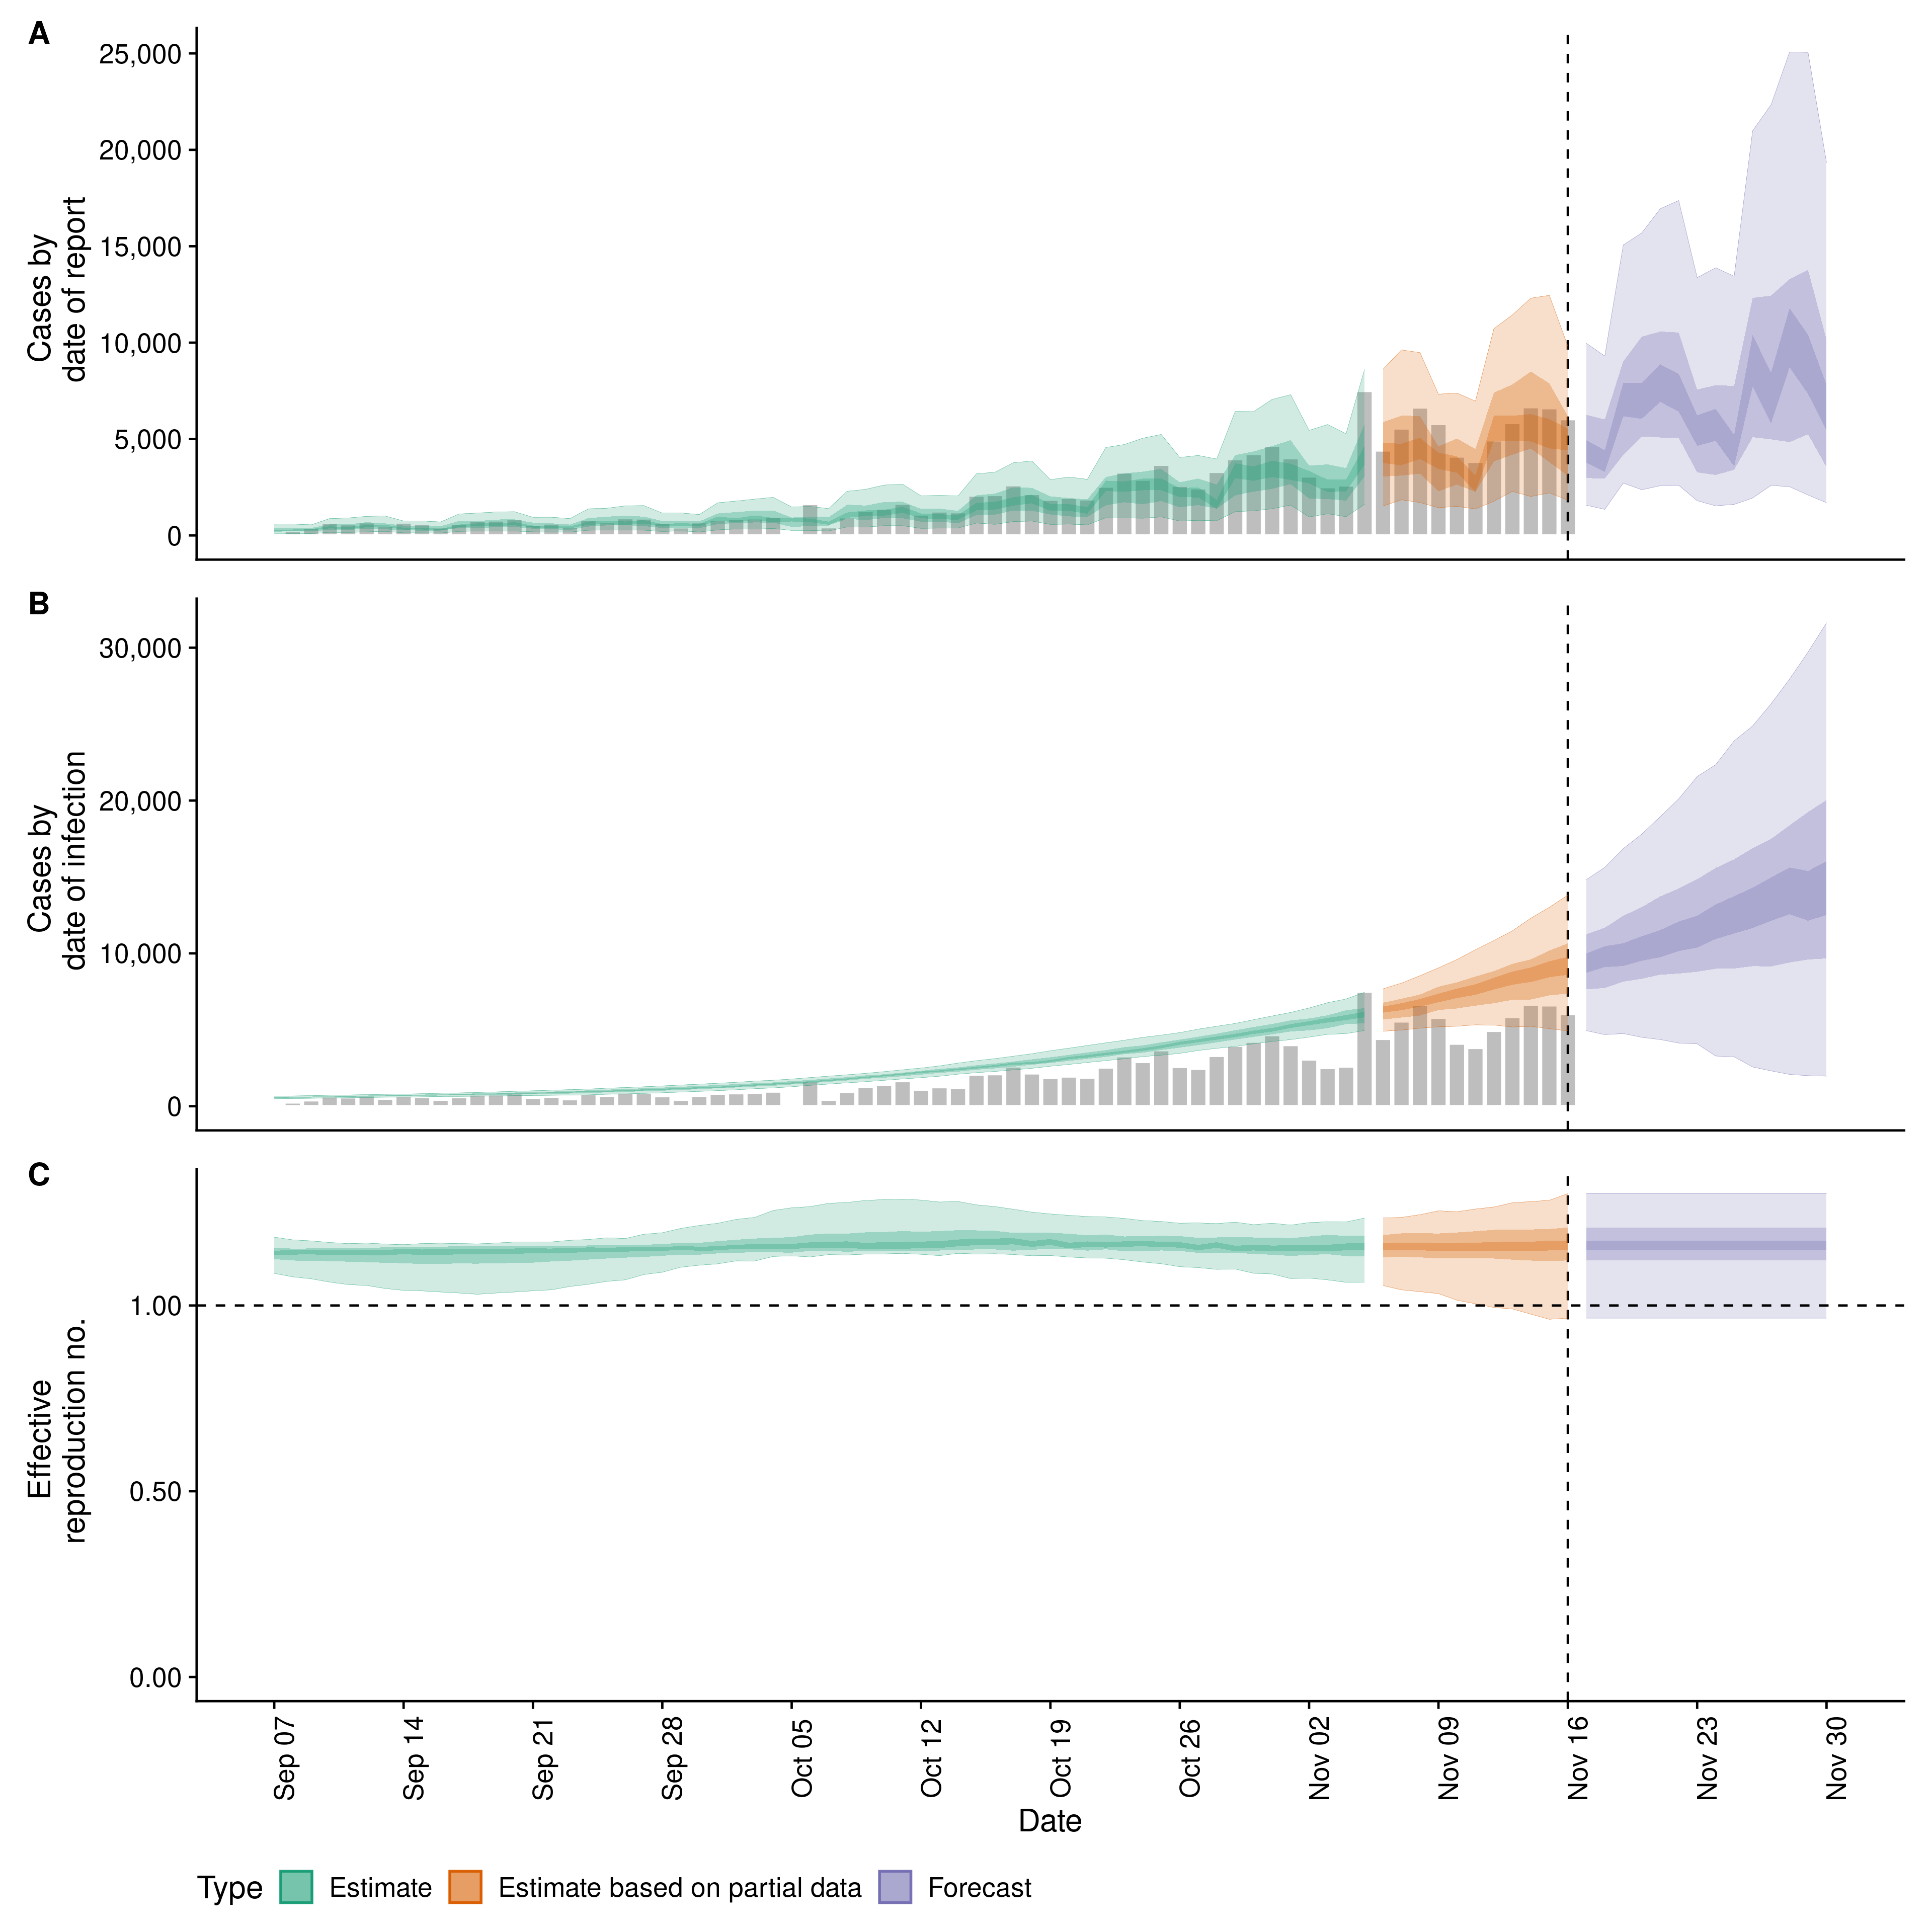 A
25,000
20,000
15,000
10,000
5,000
0
Cases by
date of report
B
30,000
20,000
10,000
0
Cases by
date of infection
C
1.00
0.50
0.00
Effective
reproduction no.
Sep 07
Sep 14
Sep 21
Sep 28
Oct 05
Oct 12
Oct 19
Oct 26
Nov 02
Nov 09
Nov 16
Nov 23
Nov 30
Date
Type Estimate Estimate based on partial data Forecast